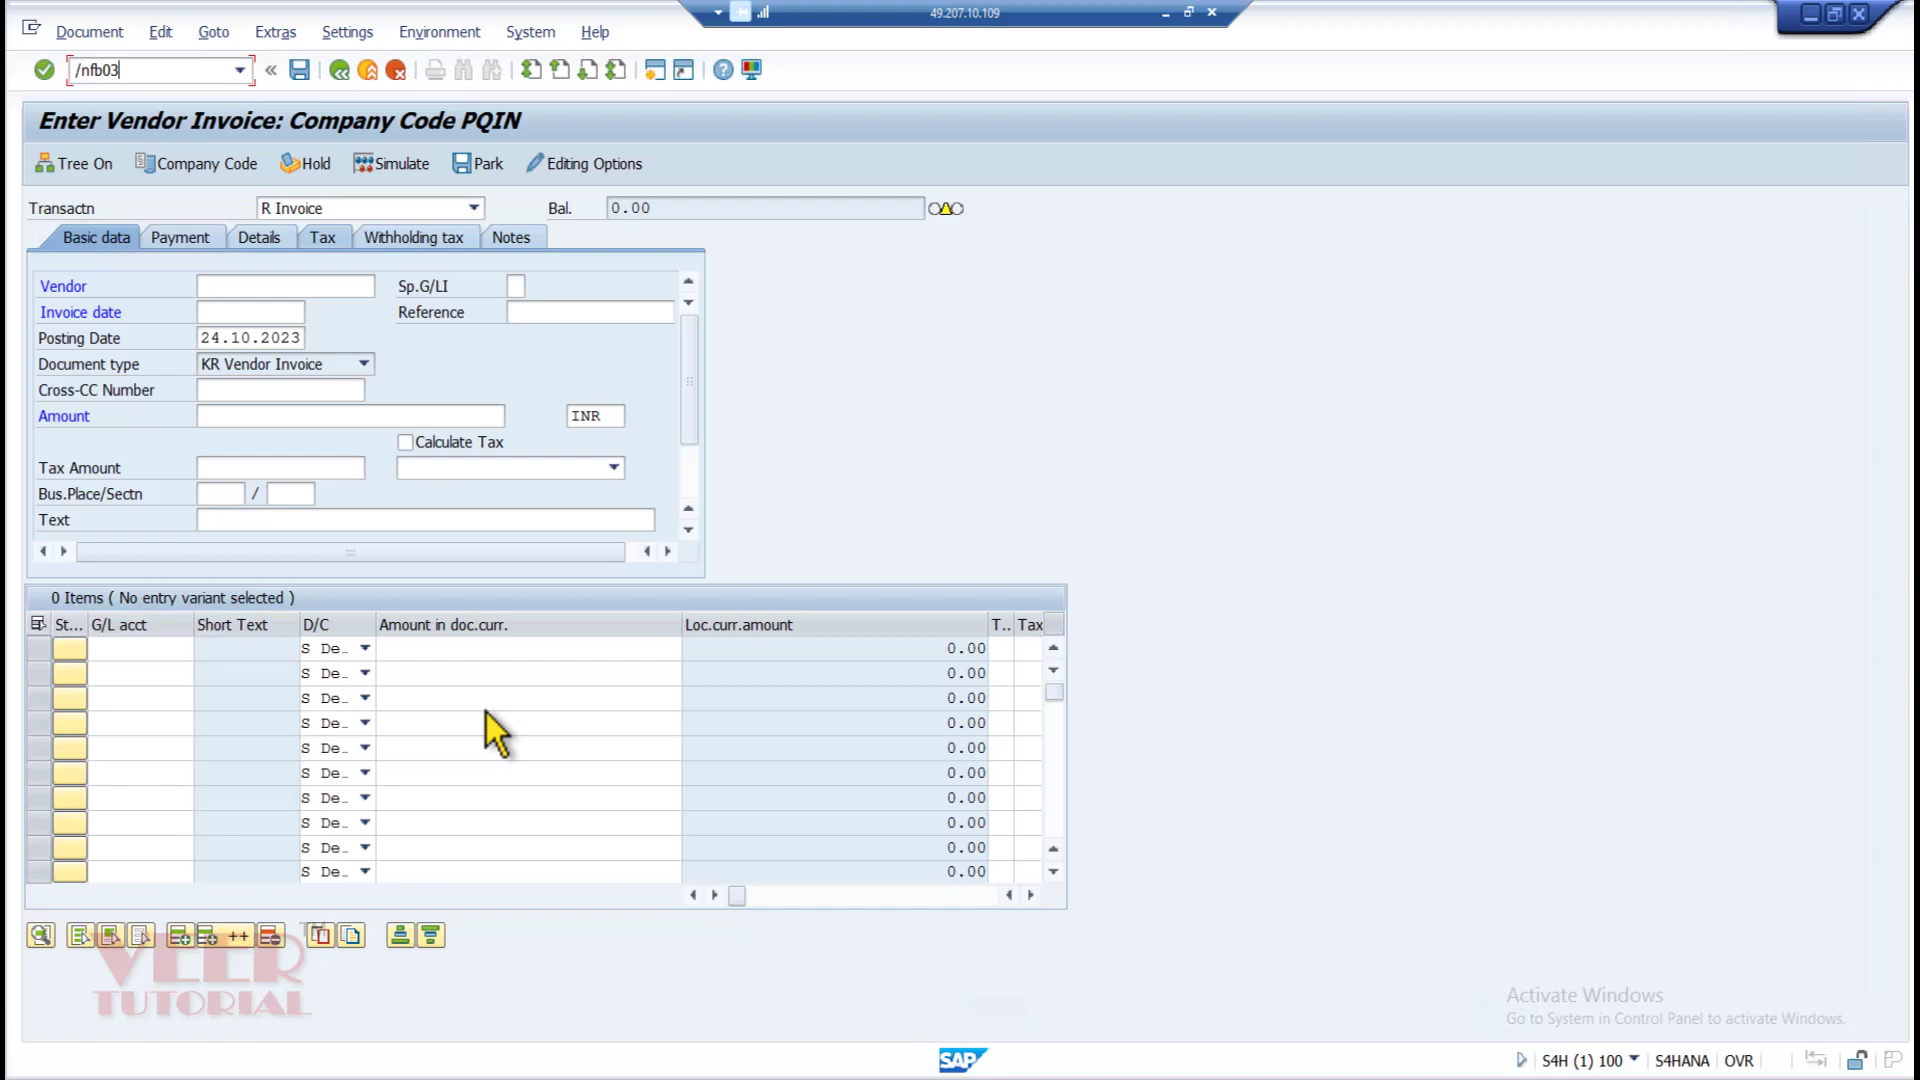 49.207.10.109
Document Edit Goto Extras Settings Environment System Help
/nfb03
Enter Vendor Invoice: Company Code PQIN
Tree On Company Code Hold Simulate Park Editing Options
Transactn R Invoice Bal. 0.00
Basic data Payment Details Tax Withholding tax Notes
Vendor Sp.G/LI
Invoice date Reference
Posting Date 24.10.2023
Document type KR Vendor Invoice
Cross-CC Number
Amount INR
Calculate Tax
Tax Amount
Bus.Place/Sectn /
Text
0 Items ( No entry variant selected )
St... G/L acct Short Text D/C Amount in doc.curr. Loc.curr.amount T.. Tax
S De… 0.00
S De… 0.00
S De… 0.00
S De… 0.00
S De… 0.00
S De… 0.00
S De… 0.00
S De… 0.00
S De… 0.00
S De… 0.00
VEER
TUTORIAL
Activate Windows
Go to System in Control Panel to activate Windows.
SAP S4H (1) 100 S4HANA OVR